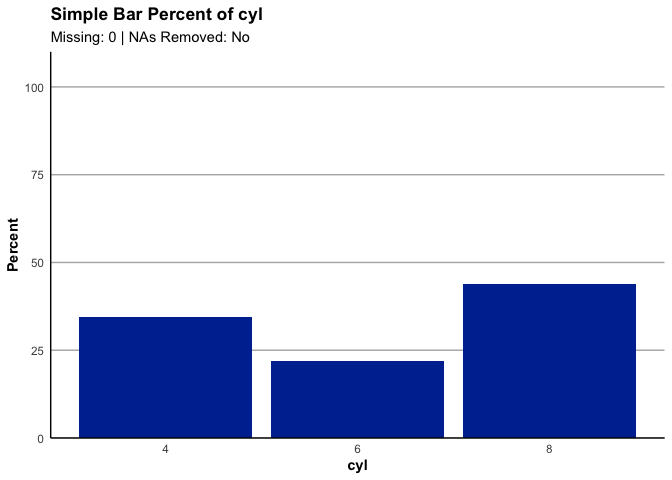 Simple Bar Percent of cyl
Missing: 0 | NAs Removed: No
100
75
50
25
0
Percent
4 6 8
cyl